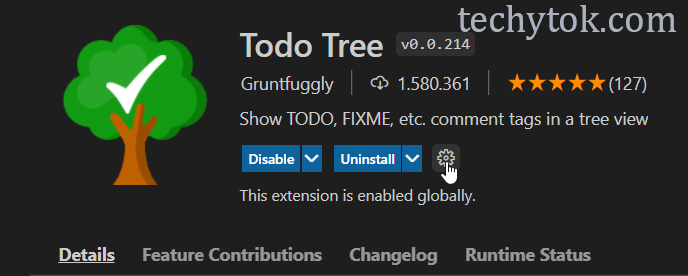 techytok.com
Todo Tree v0.0.214
Gruntfuggly 1.580.361 (127)
Show TODO, FIXME, etc. comment tags in a tree view
Disable Uninstall
This extension is enabled globally.
Details Feature Contributions Changelog Runtime Status